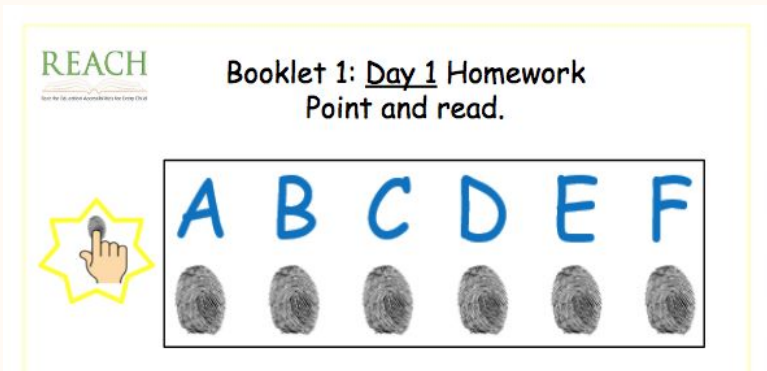 REACH
Booklet 1: Day 1 Homework
Point and read.
A B C D E F